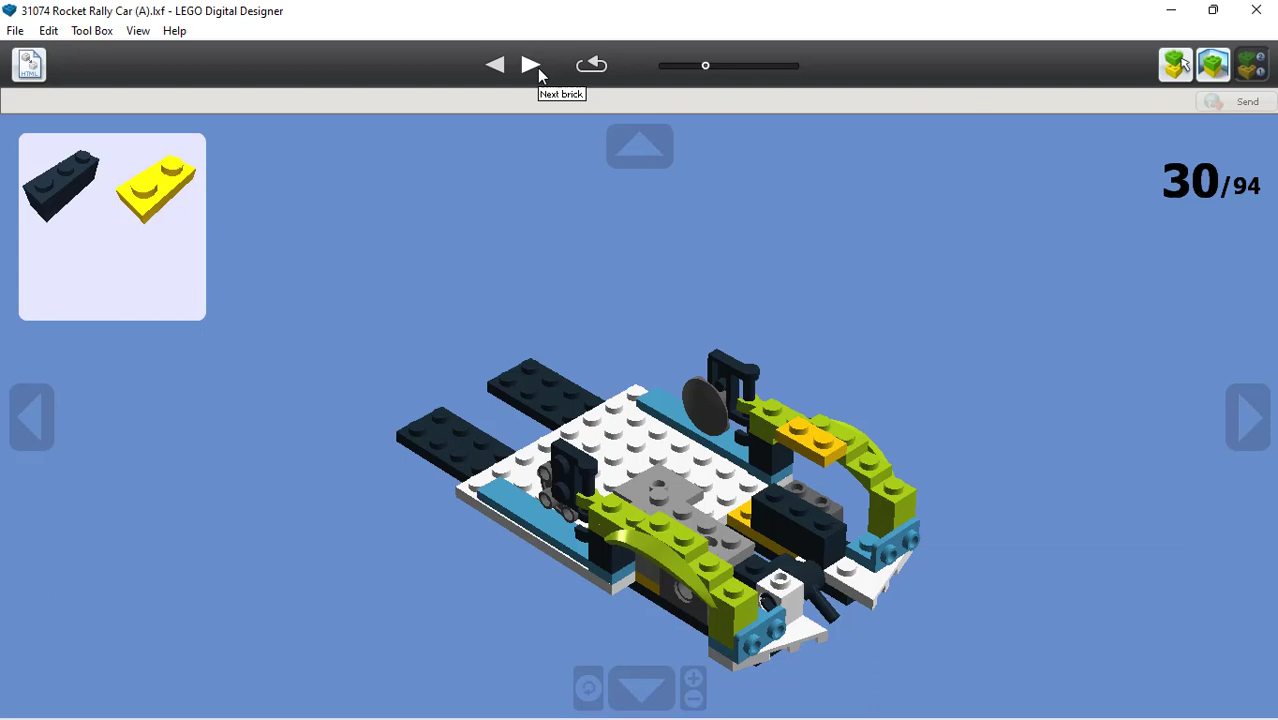 31074 Rocket Rally Car (A).lxf - LEGO Digital Designer
File Edit Tool Box View Help
HTML
Next brick
Send
30/94